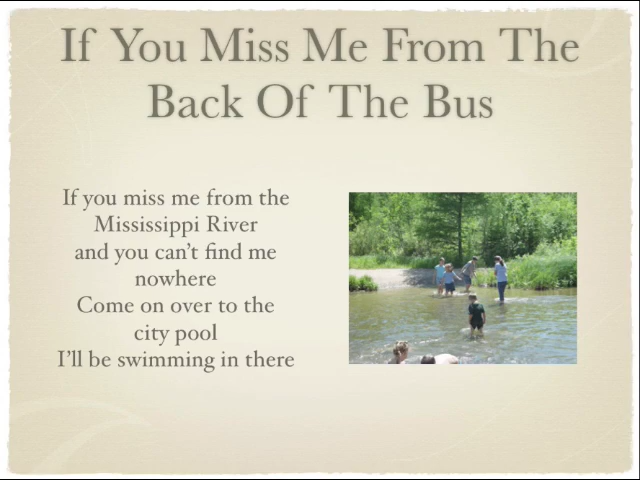 If You Miss Me From The
Back Of The Bus
If you miss me from the
Mississippi River
and you can’t find me
nowhere
Come on over to the
city pool
I’ll be swimming in there